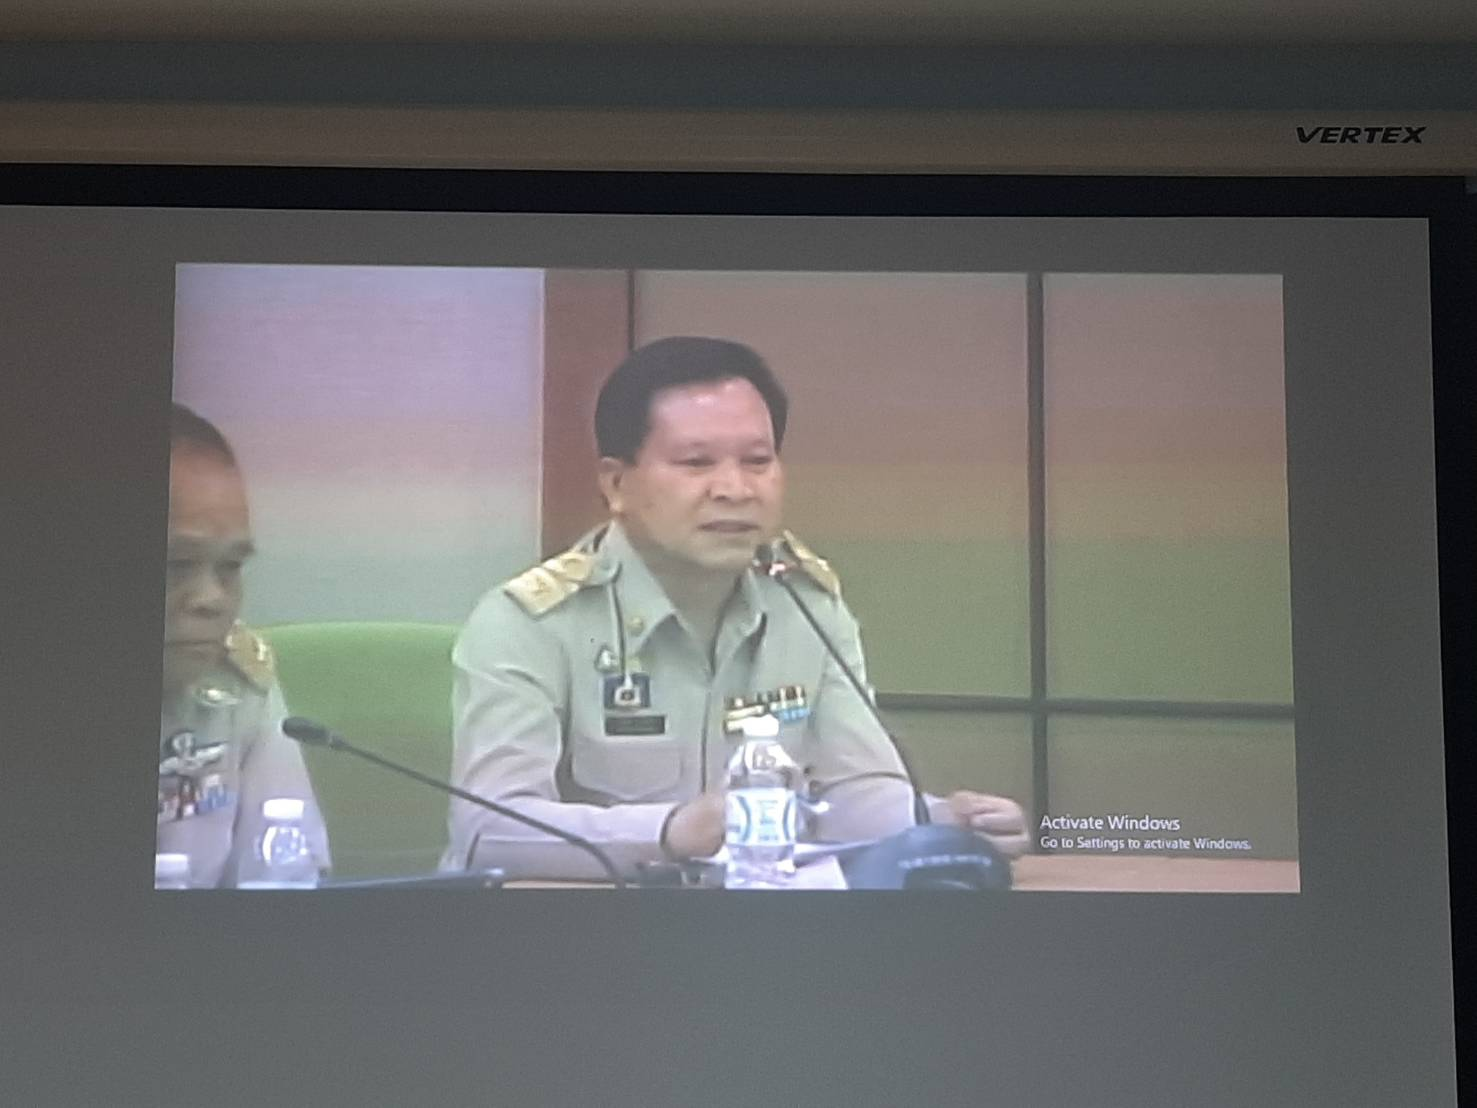 VERTEX
Activate Windows
Go to Settings to activate Windows.